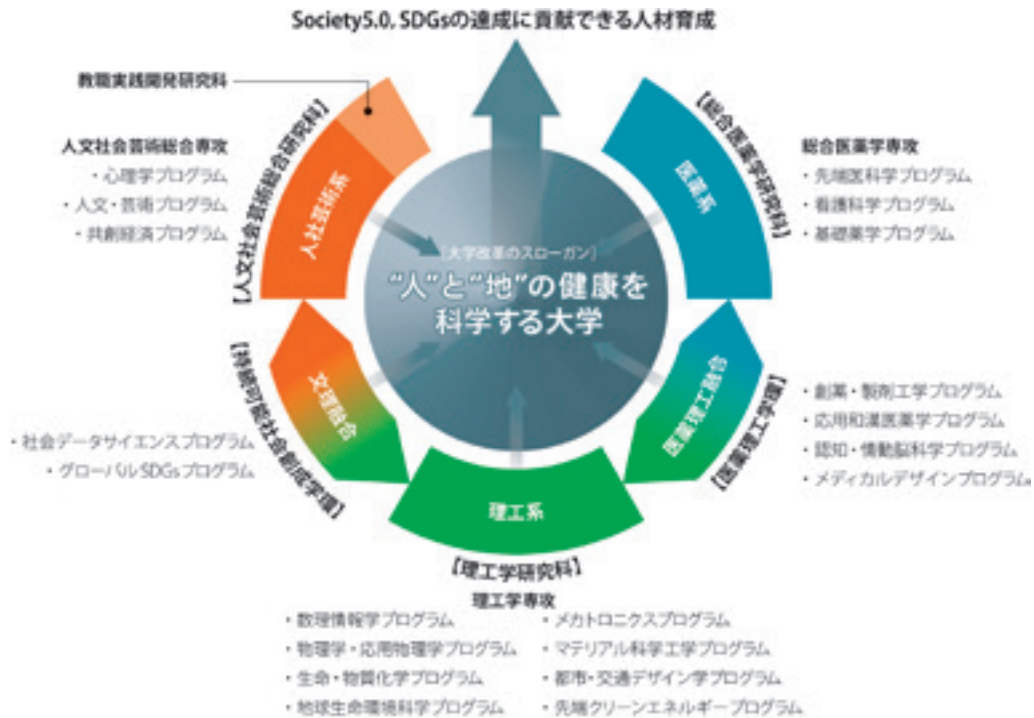 Society5.0, SDGsの達成に貢献できる人材育成
教職実践開発研究科
【人文社会芸術総合研究科】
人文社会芸術総合専攻
・心理学プログラム
・人文・芸術プログラム
・共創経済プログラム
人社芸術系
【総合医薬学研究科】
医薬系
総合医薬学専攻
・先端医科学プログラム
・看護科学プログラム
・基礎薬学プログラム
［大学改革のスローガン］
“人”と“地”の健康を
科学する大学
【持続可能社会創成学環】
文理融合
・社会データサイエンスプログラム
・グローバルSDGsプログラム
医薬理工融合
【医薬理工学環】
・創薬・製剤工学プログラム
・応用和漢医薬学プログラム
・認知・情動脳科学プログラム
・メディカルデザインプログラム
理工系
【理工学研究科】
理工学専攻
・数理情報学プログラム
・物理学・応用物理学プログラム
・生命・物質化学プログラム
・地球生命環境科学プログラム
・メカトロニクスプログラム
・マテリアル科学工学プログラム
・都市・交通デザイン学プログラム
・先端クリーンエネルギープログラム